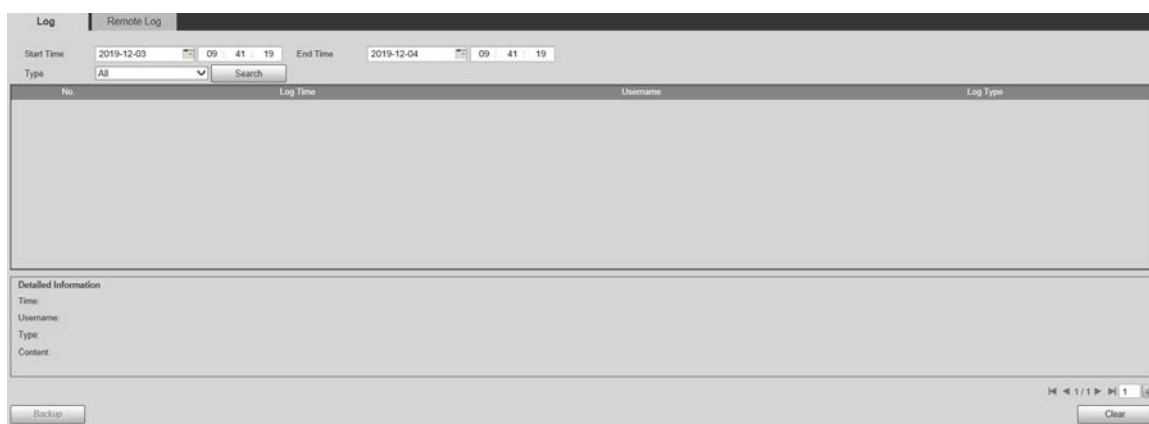 Log Remote Log
Start Time 2019-12-03 09 : 41 : 19 End Time 2019-12-04 09 : 41 : 19
Type All Search
No. Log Time Username Log Type
Detailed Information
Time:
Username:
Type:
Content:
1 / 1 1
Backup Clear